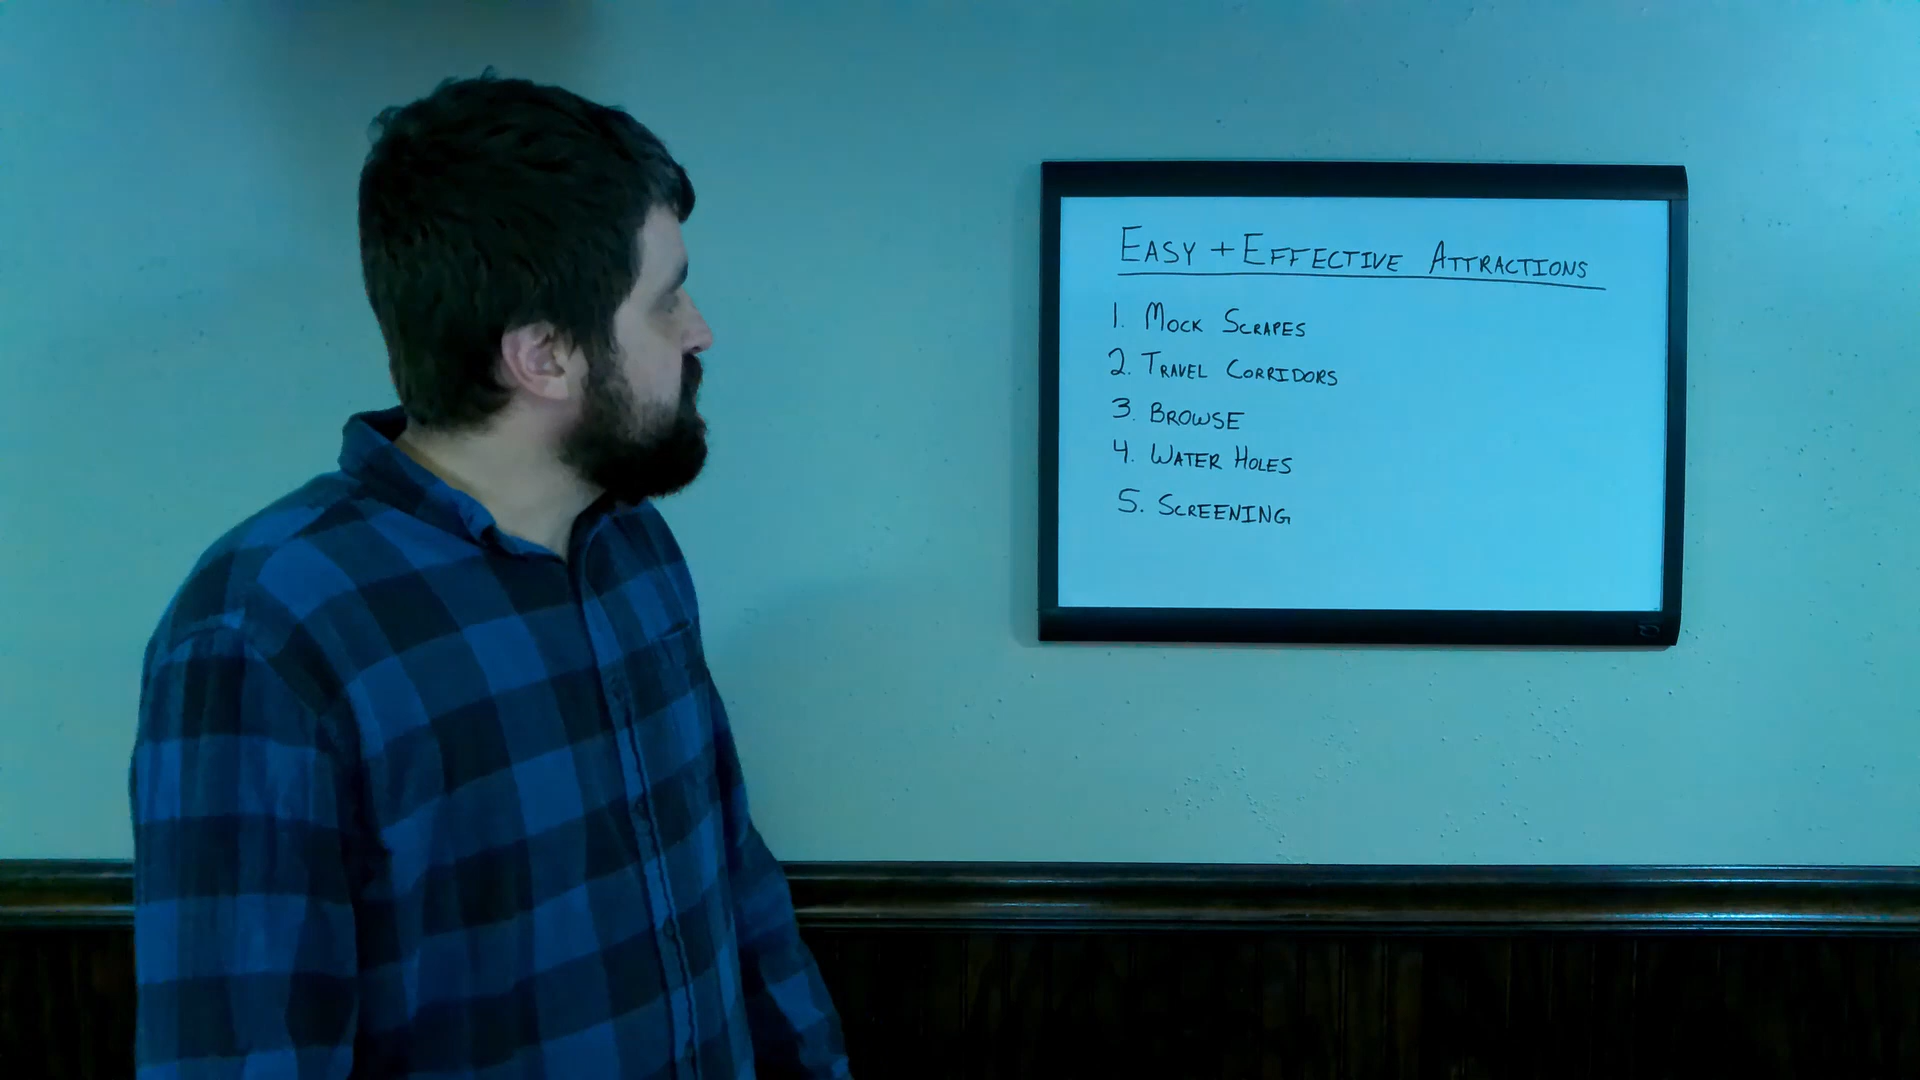 EASY + EFFECTIVE ATTRACTIONS
1. MOCK SCRAPES
2. TRAVEL CORRIDORS
3. BROWSE
4. WATER HOLES
5. SCREENING